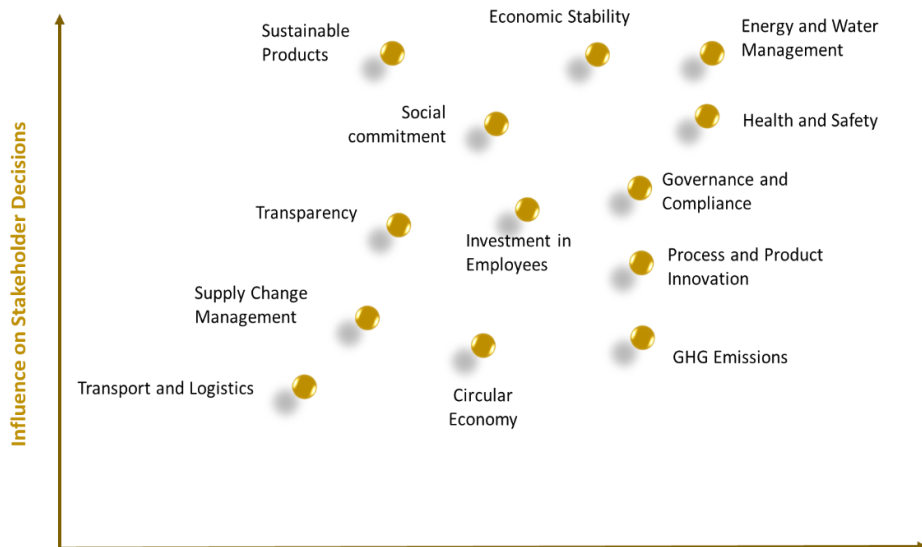 Economic Stability
Sustainable
Products
Energy and Water
Management
Social
commitment
Health and Safety
Governance and
Compliance
Transparency
Investment in
Employees
Process and Product
Innovation
Supply Change
Management
GHG Emissions
Transport and Logistics
Circular
Economy
Influence on Stakeholder Decisions